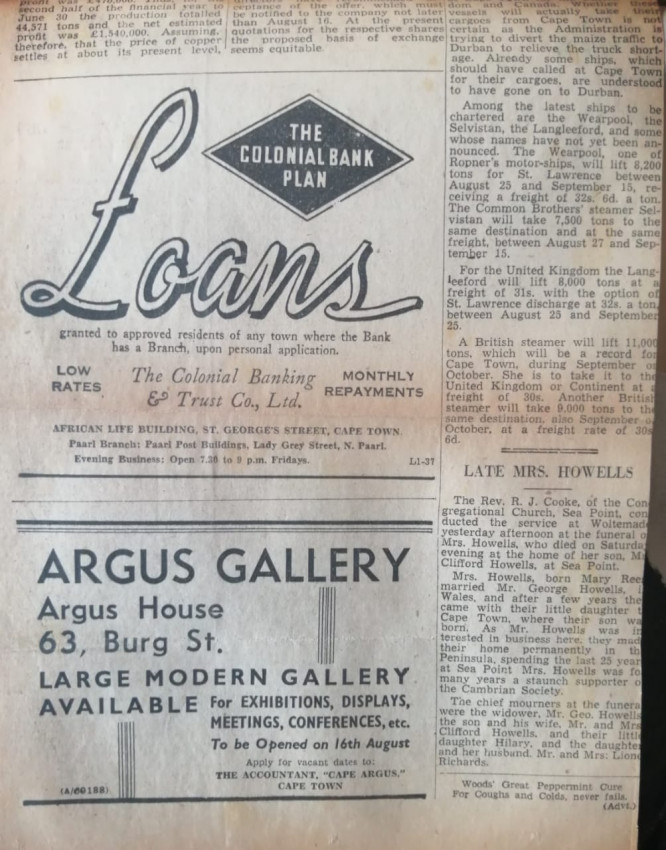 second half of the financial year to
June 30 the production totalled
44,571 tons and the net estimated
profit was £1,540,000. Assuming,
therefore, that the price of copper
settles at about its present level,
be notified to the company not later
than August 16. At the present
quotations for the respective shares
the proposed basis of exchange
seems equitable
THE
COLONIAL BANK
PLAN
Loans
granted to approved residents of any town where the Bank
has a Branch, upon personal application.
LOW
RATES
The Colonial Banking
& Trust Co., Ltd.
MONTHLY
REPAYMENTS
AFRICAN LIFE BUILDING, ST. GEORGE'S STREET, CAPE TOWN.
Paarl Branch: Paarl Post Buildings, Lady Grey Street, N. Paarl.
Evening Business: Open 7.30 to 9 p.m. Fridays.
L1-37
ARGUS GALLERY
Argus House
63, Burg St.
LARGE MODERN GALLERY
AVAILABLE For EXHIBITIONS, DISPLAYS,
MEETINGS, CONFERENCES, etc.
To be Opened on 16th August
Apply for vacant dates to:
THE ACCOUNTANT, "CAPE ARGUS."
CAPE TOWN
(A/60188)
vessels will actually take their
cargoes from Cape Town is not
certain as the Administration is
trying to divert the maize traffic to
Durban to relieve the truck short-
age. Already some ships, which
should have called at Cape Town
for their cargoes, are understood
to have gone on to Durban.
Among the latest ships to be
chartered are the Wearpool, the
Selvistan, the Langleeford, and some
whose names have not yet been an-
nounced. The Wearpool, one of
Ropner's motor-ships, will lift 8,200
tons for St. Lawrence between
August 25 and September 15, re-
ceiving a freight of 32s. 6d. a ton.
The Common Brothers' steamer Sel-
vistan will take 7,500 tons to the
same destination and at the same
freight, between August 27 and Sep-
tember 15.
For the United Kingdom the Lang-
leeford will lift 8,000 tons at a
freight of 31s. with the option of
St. Lawrence discharge at 32s. a ton,
between August 25 and September
25.
A British steamer will lift 11,000
tons, which will be a record for
Cape Town, during September or
October. She is to take it to the
United Kingdom or Continent at a
freight of 30s. Another British
steamer will take 9,000 tons to the
same destination, also September or
October, at a freight rate of 30s
6d.
LATE MRS. HOWELLS
The Rev. R. J. Cooke, of the Con
gregational Church, Sea Point, con
ducted the service at Woltemade
yesterday afternoon at the funeral o
Mrs. Howells, who died on Saturda
evening at the home of her son, M
Clifford Howells, at Sea Point.
Mrs. Howells, born Mary Rees
married Mr. George Howells, i
Wales, and after a few years the
came with their little daughter t
Cape Town, where their son wa
born. As Mr. Howells was in
terested in business here, they mad
their home permanently in th
Peninsula, spending the last 25 year
at Sea Point Mrs. Howells was fo
many years a staunch supporter o
the Cambrian Society.
The chief mourners at the funera
were the widower, Mr. Geo. Howells
the son and his wife, Mr. and Mrs
Clifford Howells, and their littl
daughter Hilary, and the daughte
and her husband, Mr. and Mrs. Lione
Richards.
Woods' Great Peppermint Cure
For Coughs and Colds, never fails.
(Advt.)